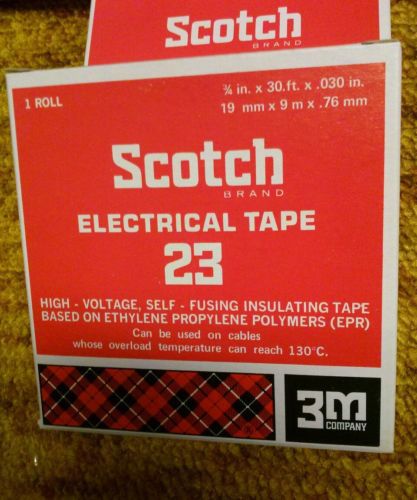 Scotch
BRAND
1 ROLL
¾ in. x 30.ft. x .030 in.
19 mm x 9 m x .76 mm
Scotch
BRAND
ELECTRICAL TAPE
23
HIGH - VOLTAGE, SELF - FUSING INSULATING TAPE
BASED ON ETHYLENE PROPYLENE POLYMERS (EPR)
Can be used on cables
whose overload temperature can reach 130°C.
®
3M
COMPANY